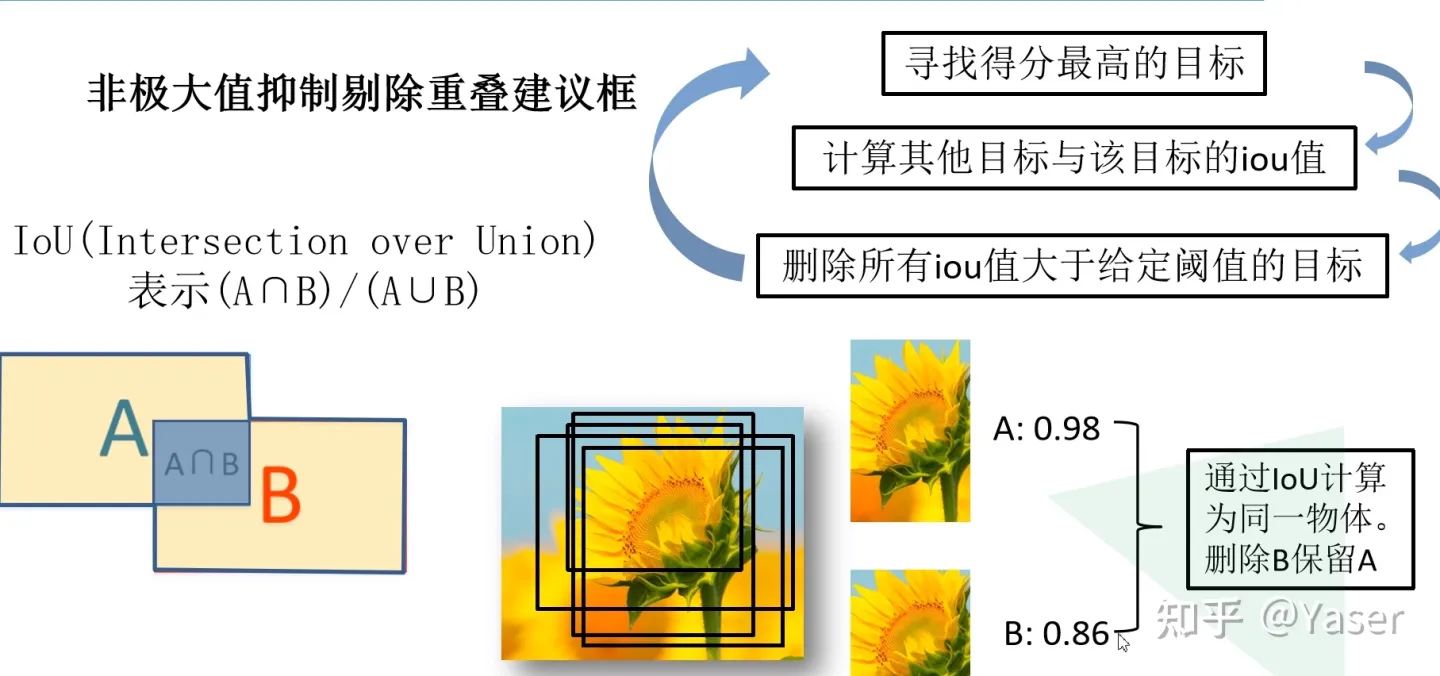 非极大值抑制剔除重叠建议框
寻找得分最高的目标
计算其他目标与该目标的iou值
删除所有iou值大于给定阈值的目标
IoU(Intersection over Union)
表示(A∩B)/(A∪B)
A
A∩B
B
A: 0.98
B: 0.86
通过IoU计算
为同一物体。
删除B保留A
知乎 @Yaser